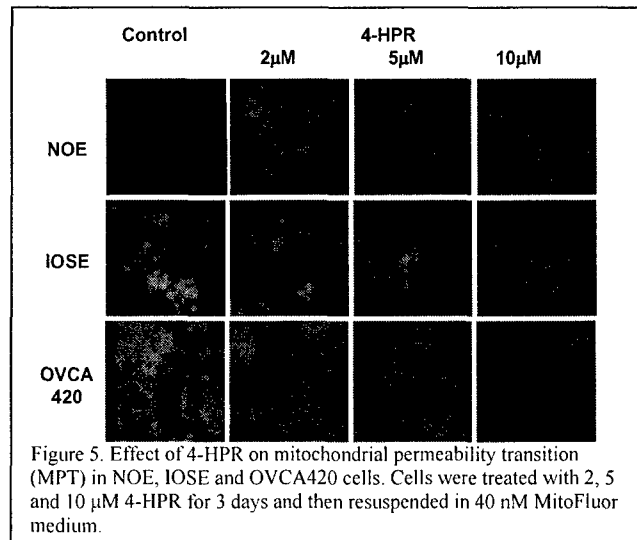 Control 4-HPR
2μM 5μM 10μM
NOE
IOSE
OVCA
420
Figure 5. Effect of 4-HPR on mitochondrial permeability transition
(MPT) in NOE, IOSE and OVCA420 cells. Cells were treated with 2, 5
and 10 μM 4-HPR for 3 days and then resuspended in 40 nM MitoFluor
medium.